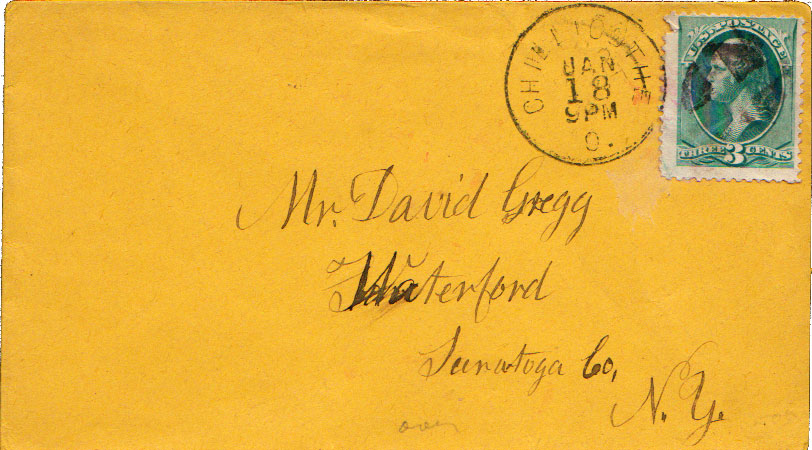 CHILLICOTHE
JAN
18
9PM
O.
U.S. POSTAGE
THREE 3 CENTS
Mr. David Gregg
Waterford
Saratoga Co,
N. Y.